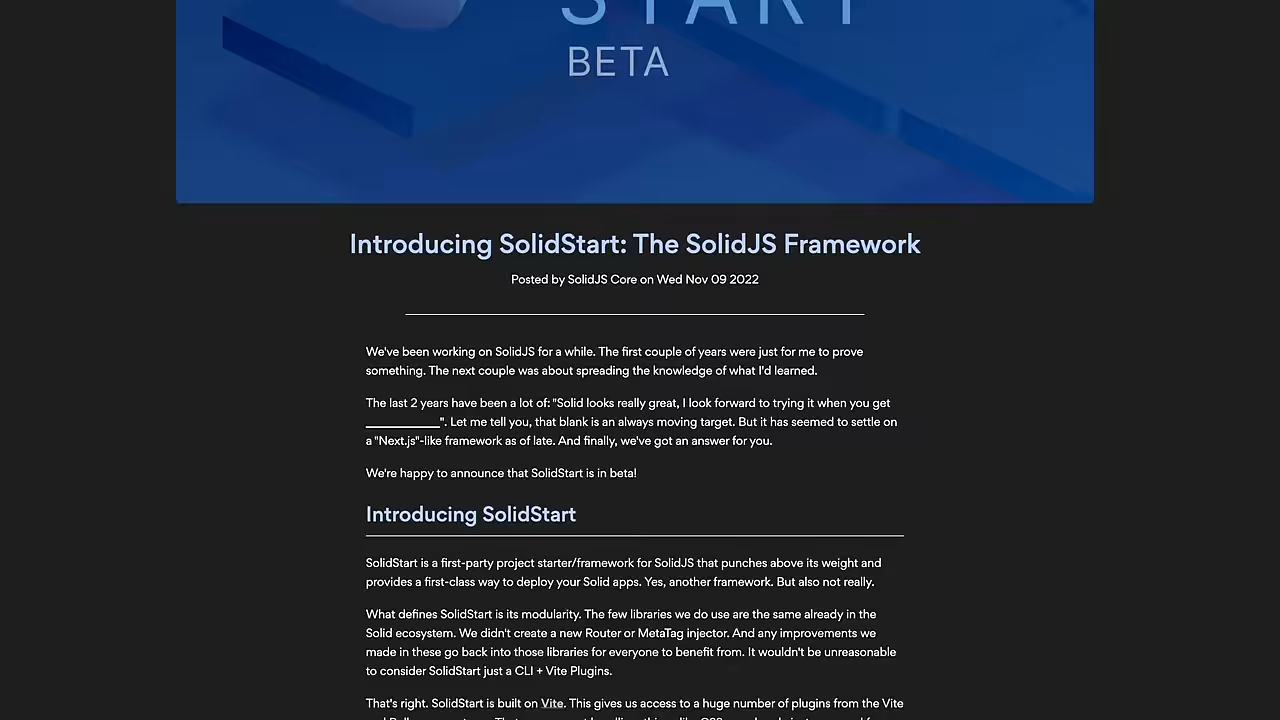 START
BETA
Introducing SolidStart: The SolidJS Framework
Posted by SolidJS Core on Wed Nov 09 2022
We've been working on SolidJS for a while. The first couple of years were just for me to prove
something. The next couple was about spreading the knowledge of what I'd learned.
The last 2 years have been a lot of: "Solid looks really great, I look forward to trying it when you get
____________". Let me tell you, that blank is an always moving target. But it has seemed to settle on
a "Next.js"-like framework as of late. And finally, we've got an answer for you.
We're happy to announce that SolidStart is in beta!
Introducing SolidStart
SolidStart is a first-party project starter/framework for SolidJS that punches above its weight and
provides a first-class way to deploy your Solid apps. Yes, another framework. But also not really.
What defines SolidStart is its modularity. The few libraries we do use are the same already in the
Solid ecosystem. We didn't create a new Router or MetaTag injector. And any improvements we
made in these go back into those libraries for everyone to benefit from. It wouldn't be unreasonable
to consider SolidStart just a CLI + Vite Plugins.
That's right. SolidStart is built on Vite. This gives us access to a huge number of plugins from the Vite